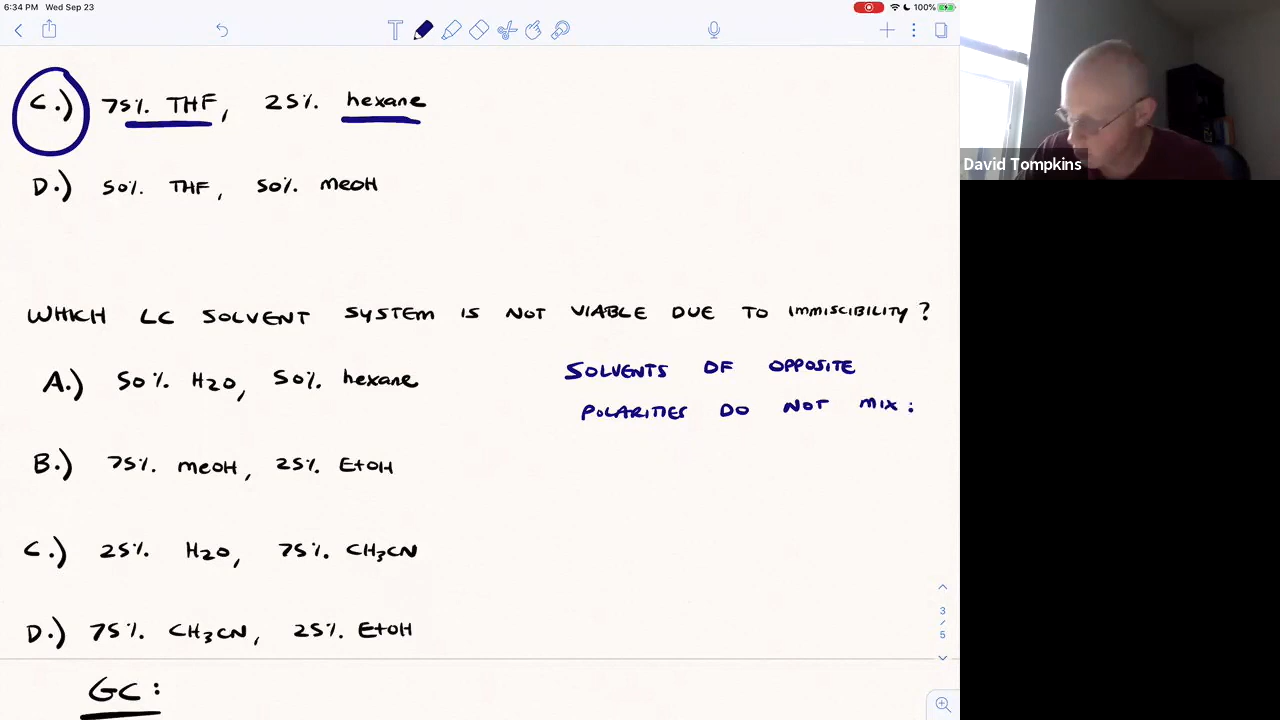 6:34 PM Wed Sep 23
100%
C.) 75% THF, 25% hexane
David Tompkins
D.) 50% THF, 50% meOH
WHICH LC SOLVENT SYSTEM IS NOT VIABLE DUE TO IMMISCIBILITY?
A.) 50% H2O, 50% hexane
SOLVENTS OF OPPOSITE
POLARITIES DO NOT MIX:
B.) 75% meOH, 25% EtOH
C.) 25% H2O, 75% CH3CN
D.) 75% CH3CN, 25% EtOH
3
/
5
GC: